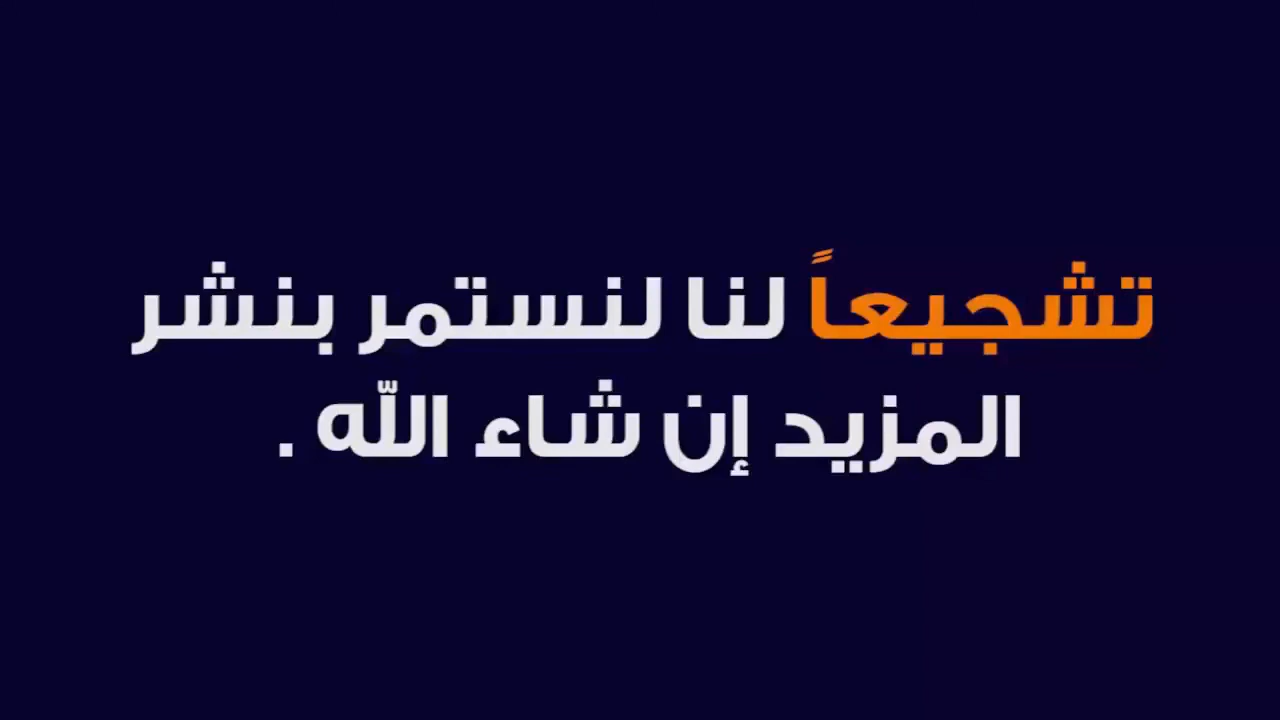 تشجيعاً لنا لنستمر بنشر
المزيد إن شاء اللّه .